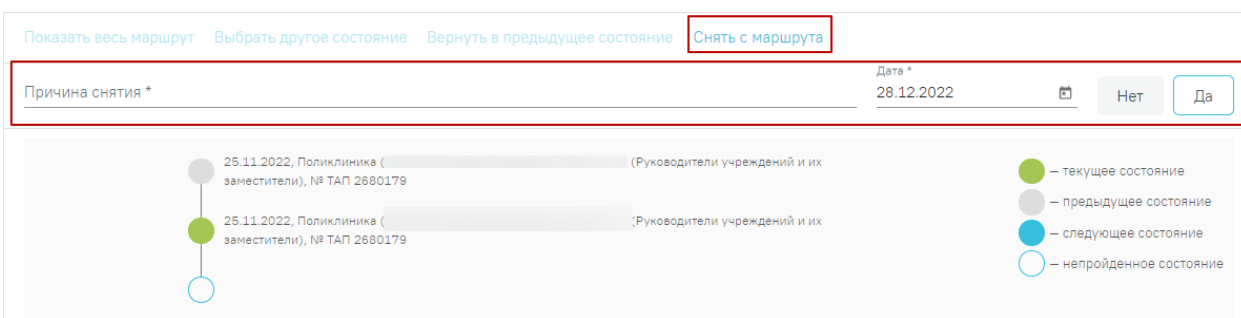 Показать весь маршрут Выбрать другое состояние Вернуть в предыдущее состояние Снять с маршрута
Дата *
Причина снятия * 28.12.2022 Нет Да
25.11.2022, Поликлиника ( (Руководители учреждений и их
заместители), № ТАП 2680179
25.11.2022, Поликлиника ( (Руководители учреждений и их
заместители), № ТАП 2680179
– текущее состояние
– предыдущее состояние
– следующее состояние
– непройденное состояние